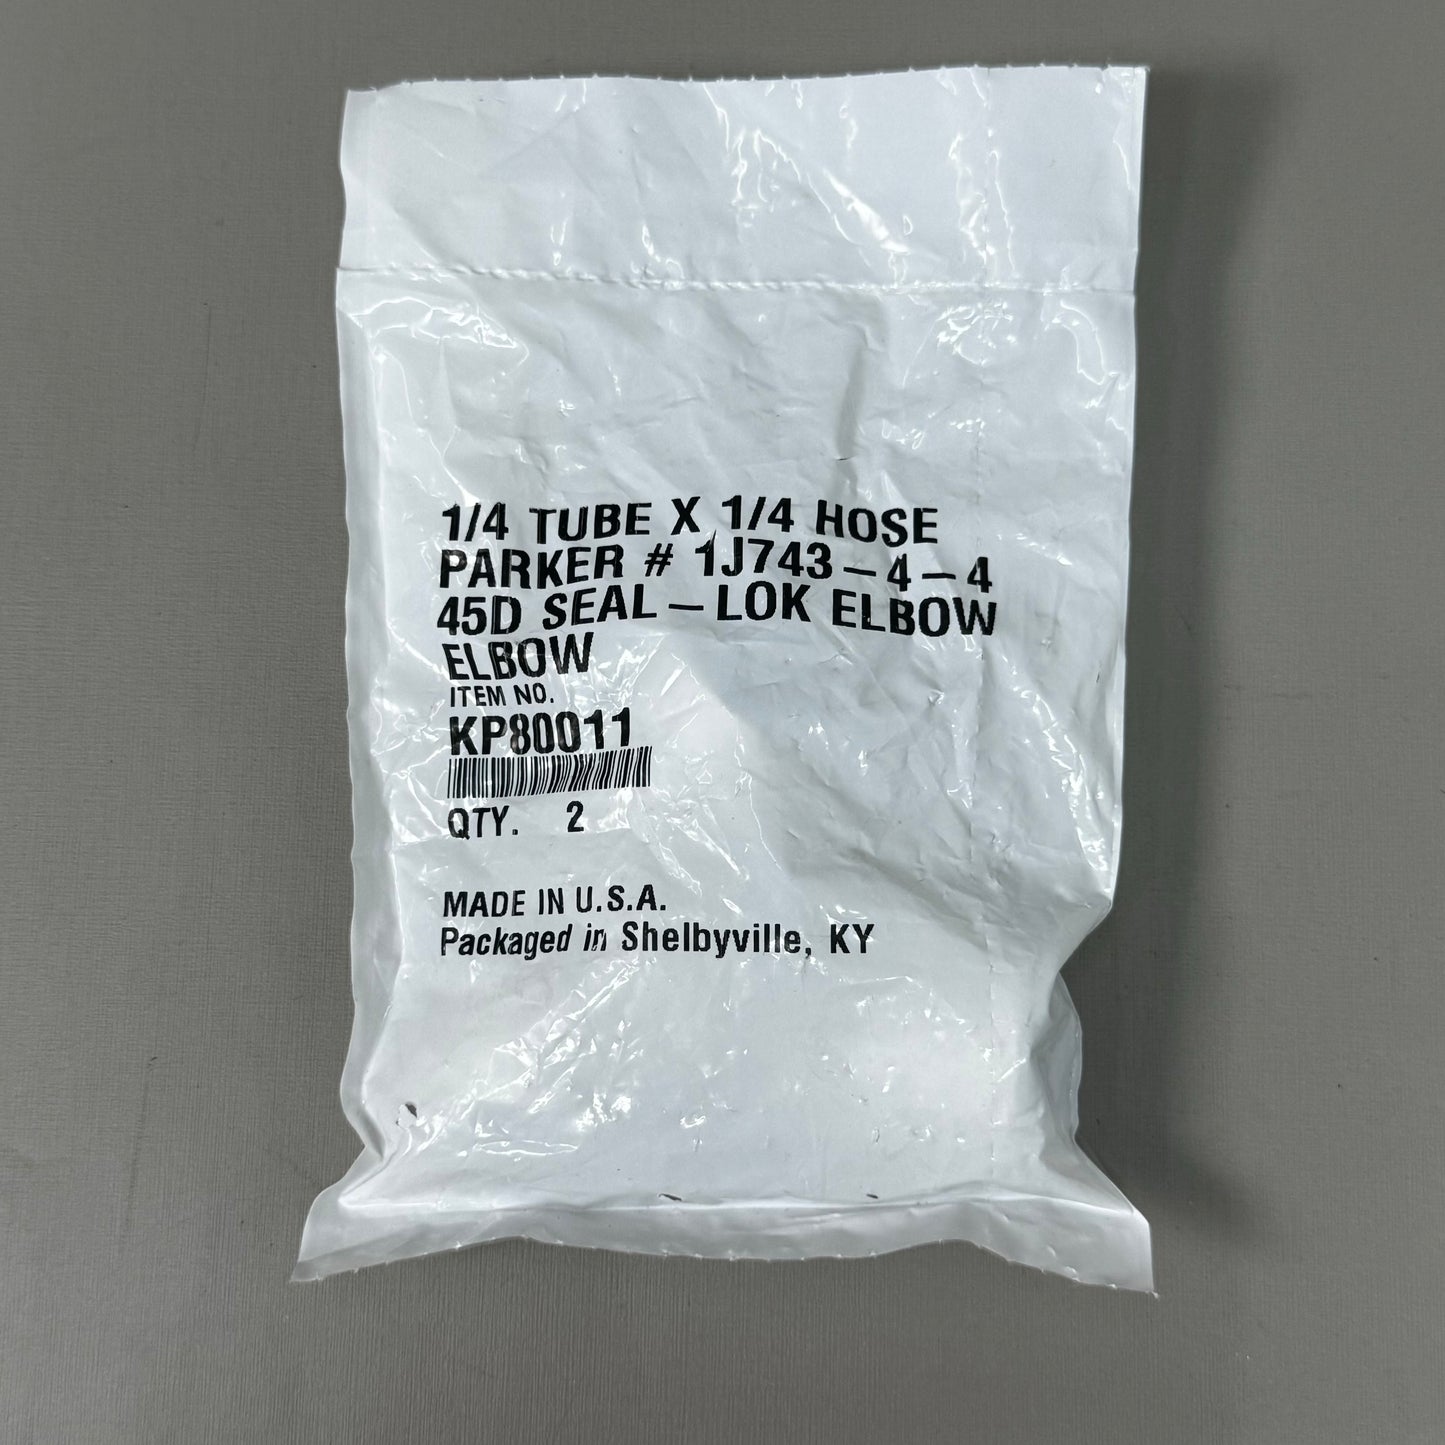 1/4 TUBE X 1/4 HOSE
PARKER # 1J743-4-4
45D SEAL-LOK ELBOW
ELBOW
ITEM NO.
KP80011
QTY. 2
MADE IN U.S.A.
Packaged in Shelbyville, KY